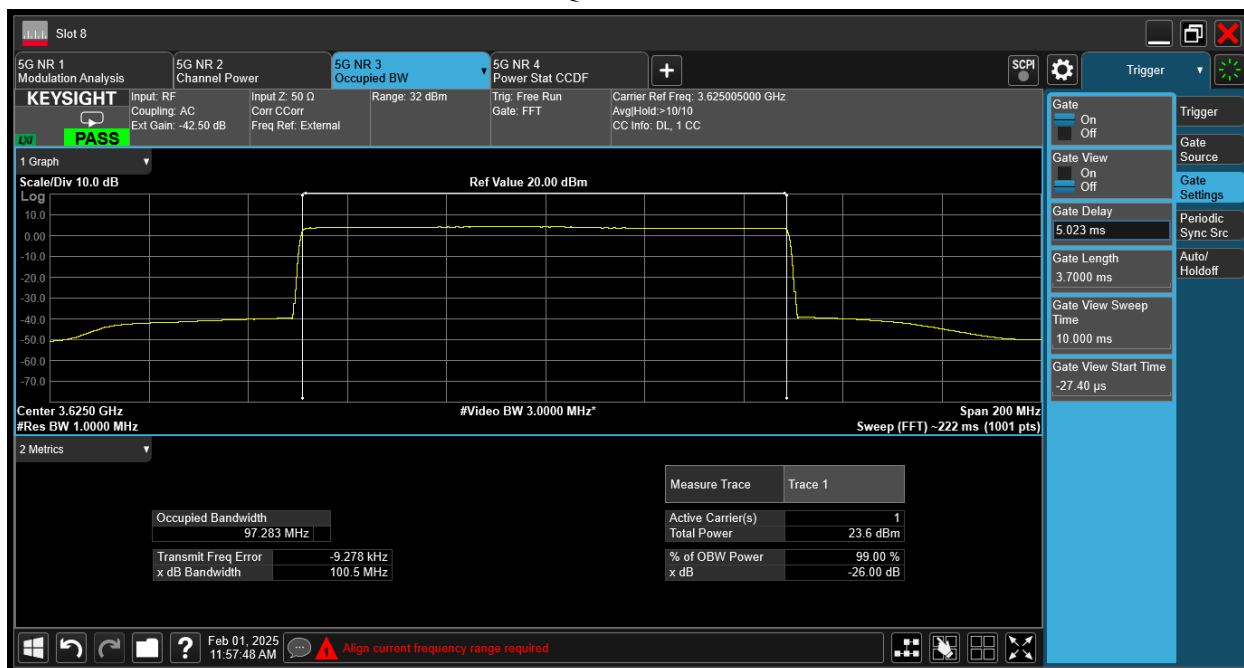 Slot 8
5G NR 1
Modulation Analysis
5G NR 2
Channel Power
5G NR 3
Occupied BW
5G NR 4
Power Stat CCDF
SCPI
Trigger
KEYSIGHT
LXI
PASS
Input: RF
Coupling: AC
Ext Gain: -42.50 dB
Input Z: 50 Ω
Corr CCorr
Freq Ref: External
Range: 32 dBm
Trig: Free Run
Gate: FFT
Carrier Ref Freq: 3.625005000 GHz
Avg|Hold:>10/10
CC Info: DL, 1 CC
1 Graph
Scale/Div 10.0 dB
Ref Value 20.00 dBm
Log
10.0
0.00
-10.0
-20.0
-30.0
-40.0
-50.0
-60.0
-70.0
Center 3.6250 GHz
#Video BW 3.0000 MHz*
Span 200 MHz
#Res BW 1.0000 MHz
Sweep (FFT) ~222 ms (1001 pts)
2 Metrics
Measure Trace Trace 1
Occupied Bandwidth
97.283 MHz
Active Carrier(s) 1
Total Power 23.6 dBm
Transmit Freq Error -9.278 kHz
x dB Bandwidth 100.5 MHz
% of OBW Power 99.00 %
x dB -26.00 dB
Gate
On
Off
Gate View
On
Off
Gate Delay
5.023 ms
Gate Length
3.7000 ms
Gate View Sweep
Time
10.000 ms
Gate View Start Time
-27.40 µs
Trigger
Gate
Source
Gate
Settings
Periodic
Sync Src
Auto/
Holdoff
?
Feb 01, 2025
11:57:48 AM
1
Align current frequency range required